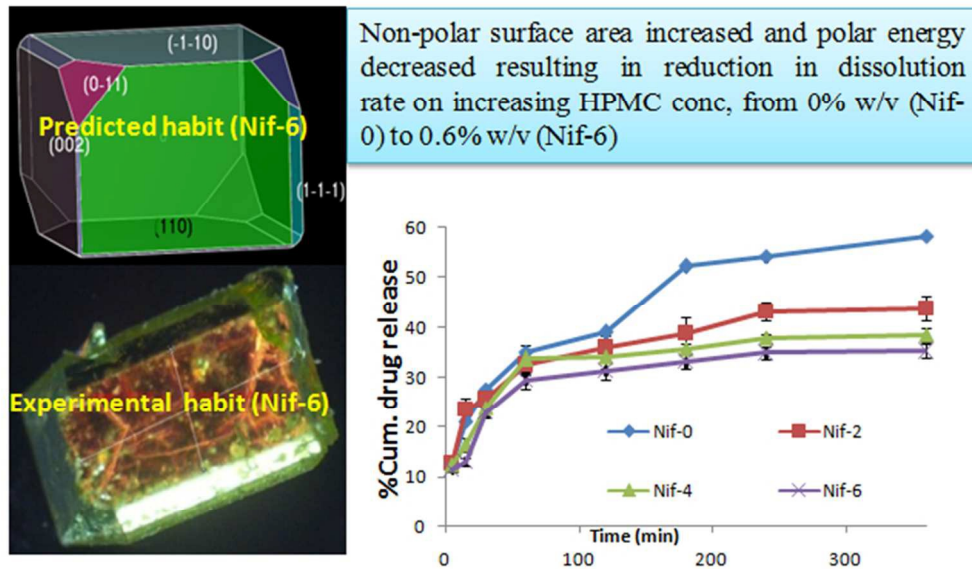 (-1-10)
(0-11)
Predicted habit (Nif-6)
(002)
(1-1-1)
(110)
Experimental habit (Nif-6)
Non-polar surface area increased and polar energy
decreased resulting in reduction in dissolution
rate on increasing HPMC conc, from 0% w/v (Nif-
0) to 0.6% w/v (Nif-6)
%Cum. drug release
60
50
40
30
20
10
0
Nif-0
Nif-2
Nif-4
Nif-6
0
100
200
300
Time (min)